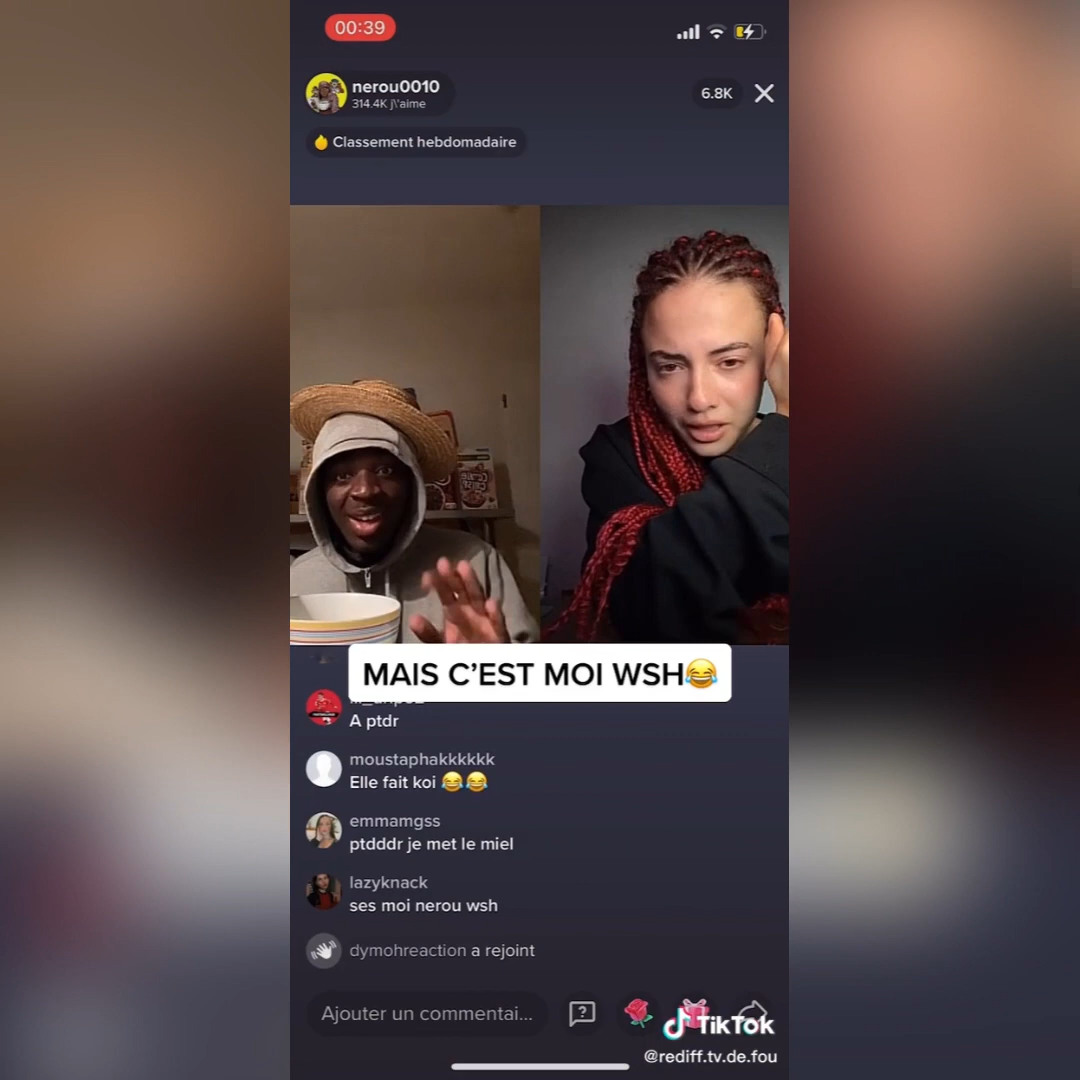 00:39
nerou0010
314.4K j\'aime
6.8K
Classement hebdomadaire
MAIS C’EST MOI WSH😂
A ptdr
moustaphakkkkkk
Elle fait koi 😂😂
emmamgss
ptdddr je met le miel
lazyknack
ses moi nerou wsh
dymohreaction a rejoint
Ajouter un commentai...
TikTok
@rediff.tv.de.fou